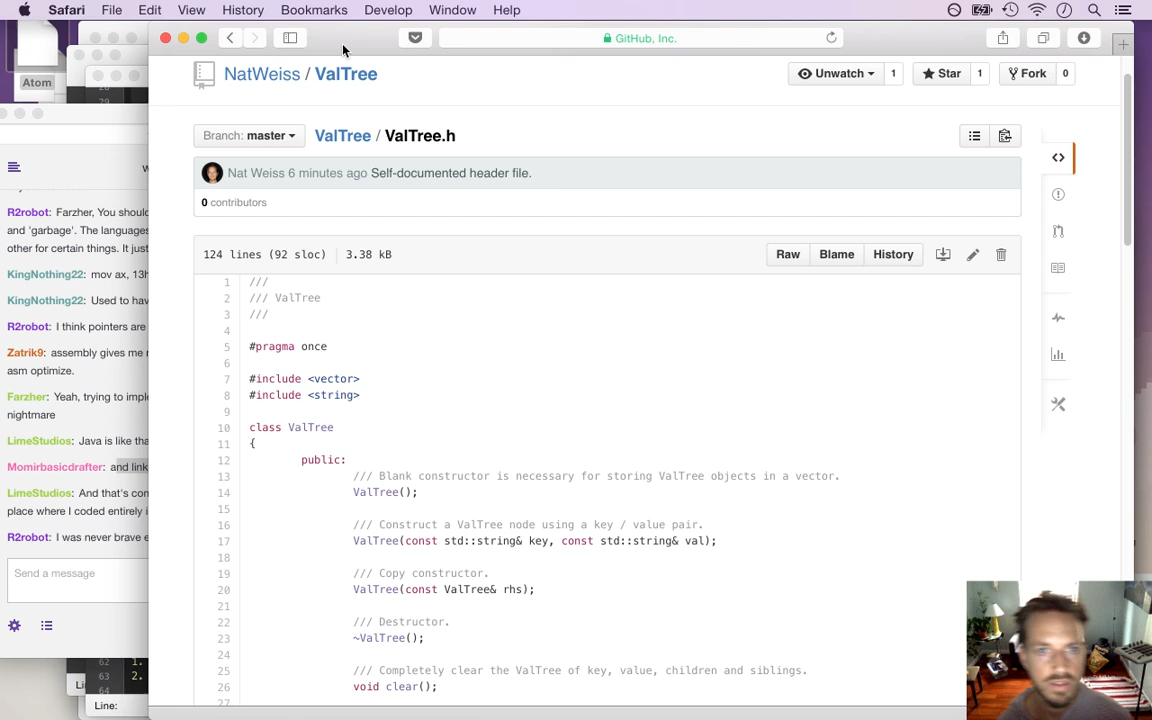 Safari File Edit View History Bookmarks Develop Window Help
Atom
GitHub, Inc.
NatWeiss / ValTree
Unwatch 1 Star 1 Fork 0
Branch: master
ValTree / ValTree.h
Nat Weiss 6 minutes ago Self-documented header file.
0 contributors
124 lines (92 sloc) 3.38 kB
Raw Blame History
1 ///
2 /// ValTree
3 ///
4
5 #pragma once
6
7 #include <vector>
8 #include <string>
9
10 class ValTree
11 {
12 public:
13 /// Blank constructor is necessary for storing ValTree objects in a vector.
14 ValTree();
15
16 /// Construct a ValTree node using a key / value pair.
17 ValTree(const std::string& key, const std::string& val);
18
19 /// Copy constructor.
20 ValTree(const ValTree& rhs);
21
22 /// Destructor.
23 ~ValTree();
24
25 /// Completely clear the ValTree of key, value, children and siblings.
26 void clear();
27
R2robot: Farzher, You should
and 'garbage'. The languages
other for certain things. It just
KingNothing22: mov ax, 13h
KingNothing22: Used to hav
R2robot: I think pointers are
Zatrik9: assembly gives me
asm optimize.
Farzher: Yeah, trying to imple
nightmare
LimeStudios: Java is like tha
Momirbasicdrafter: and link
LimeStudios: And that's con
place where I coded entirely i
R2robot: I was never brave e
Send a message
62 1.
63 2.
64
Line: